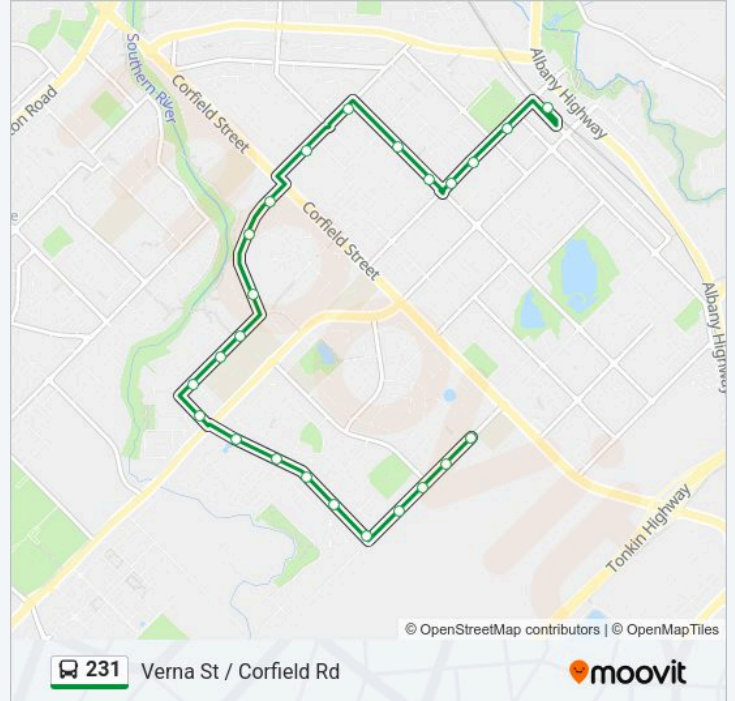 Southern River
Corfield Street
Albany Highway
on Road
Corfield Street
Albany Highway
Tonkin Highway
© OpenStreetMap contributors | © OpenMapTiles
231 Verna St / Corfield Rd
moovit